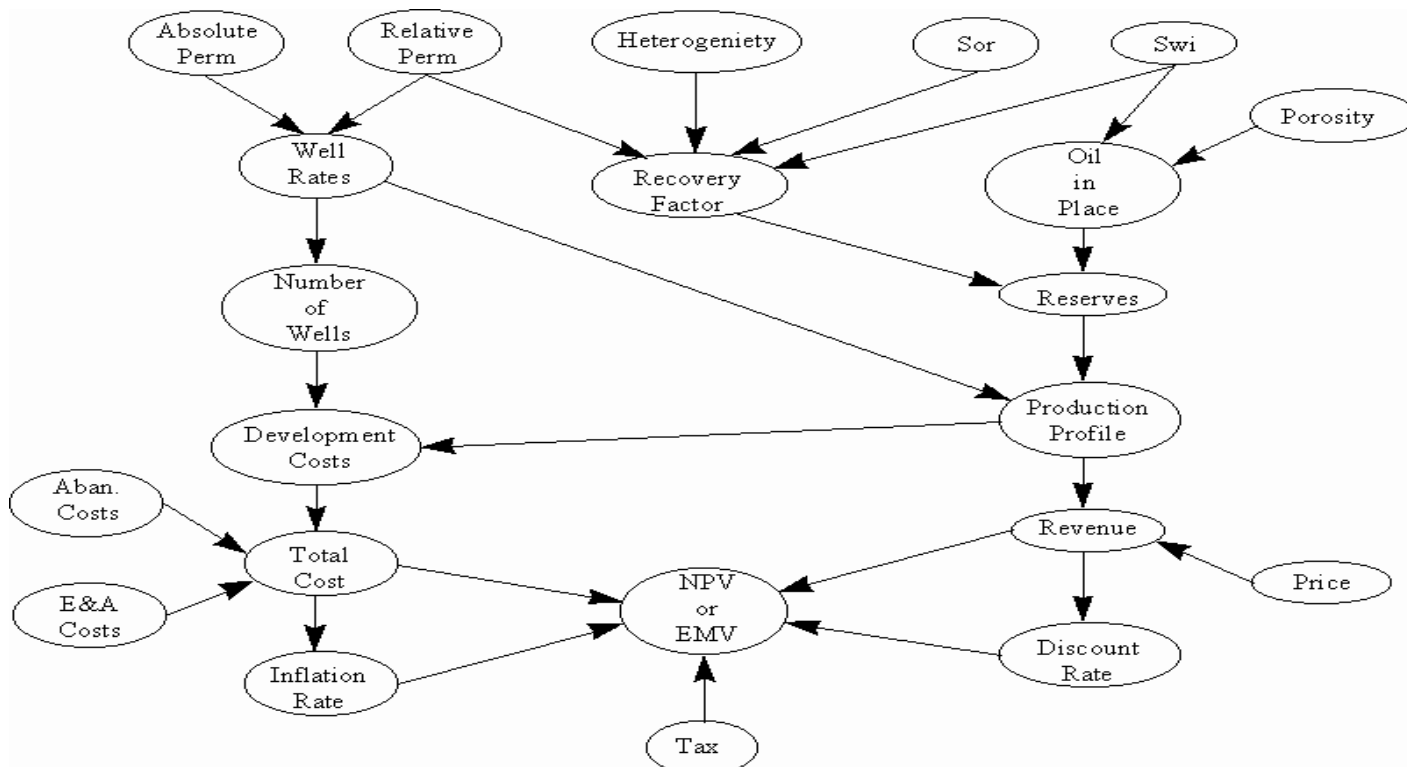 Absolute
Perm
Relative
Perm
Heterogeniety
Sor
Swi
Porosity
Well
Rates
Recovery
Factor
Oil
in
Place
Number
of
Wells
Reserves
Development
Costs
Production
Profile
Aban.
Costs
Total
Cost
NPV
or
EMV
Revenue
E&A
Costs
Price
Inflation
Rate
Discount
Rate
Tax